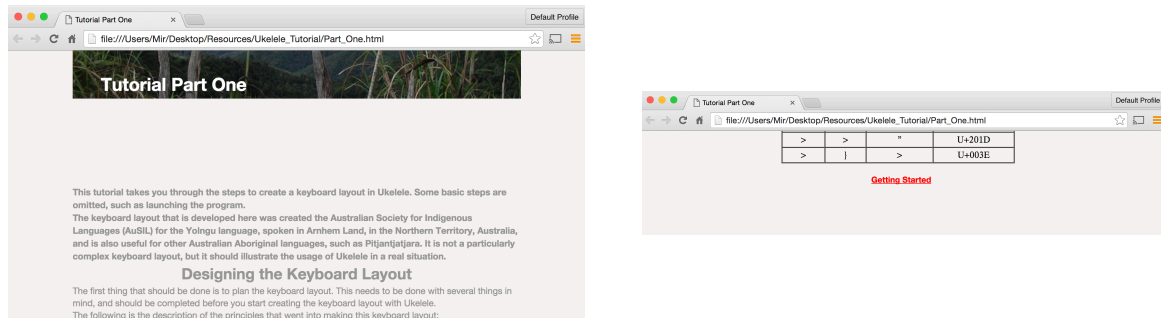 Tutorial Part One
Default Profile
file:///Users/Mir/Desktop/Resources/Ukelele_Tutorial/Part_One.html
Tutorial Part One
This tutorial takes you through the steps to create a keyboard layout in Ukelele. Some basic steps are
omitted, such as launching the program.
The keyboard layout that is developed here was created the Australian Society for Indigenous
Languages (AuSIL) for the Yolngu language, spoken in Arnhem Land, in the Northern Territory, Australia,
and is also useful for other Australian Aboriginal languages, such as Pitjantjatjara. It is not a particularly
complex keyboard layout, but it should illustrate the usage of Ukelele in a real situation.
Designing the Keyboard Layout
The first thing that should be done is to plan the keyboard layout. This needs to be done with several things in
mind, and should be completed before you start creating the keyboard layout with Ukelele.
The following is the description of the principles that went into making this keyboard layout:
Tutorial Part One
Default Profile
file:///Users/Mir/Desktop/Resources/Ukelele_Tutorial/Part_One.html
> > ” U+201D
> } > U+003E
Getting Started